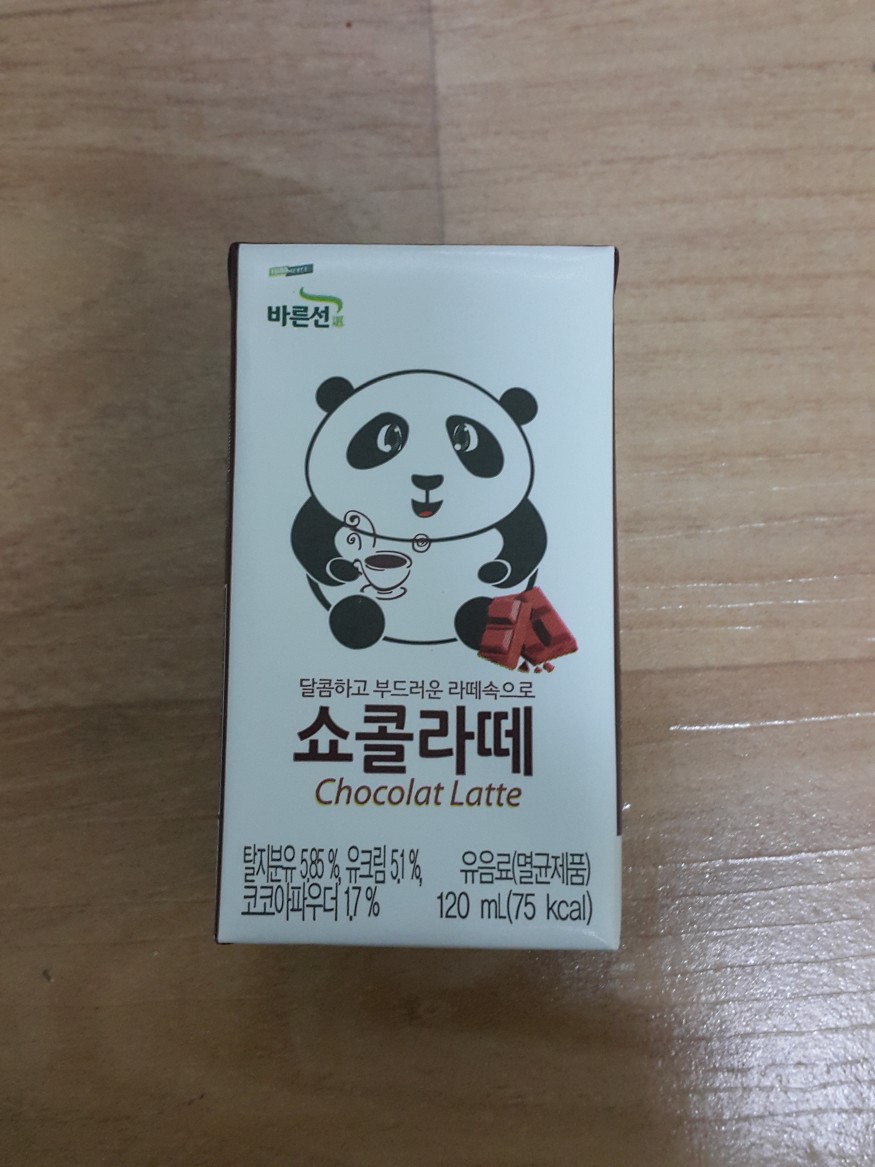 바른선
달콤하고 부드러운 라떼속으로
쇼콜라떼
Chocolat Latte
탈지분유 5.85 %, 유크림 5.1 %,
코코아파우더 1.7 %
유음료(멸균제품)
120 mL(75 kcal)